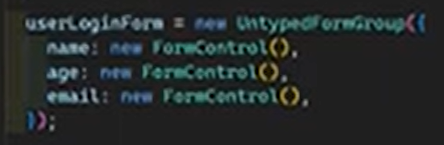 userLoginForm = new UntypedFormGroup({
name: new FormControl(),
age: new FormControl(),
email: new FormControl(),
});